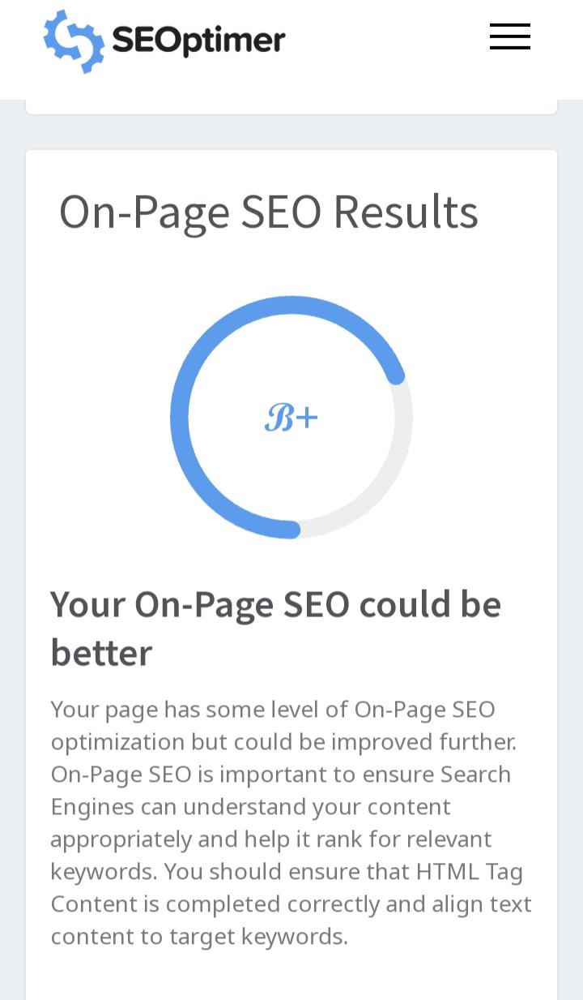 SEOptimer
On-Page SEO Results
B+
Your On-Page SEO could be
better
Your page has some level of On-Page SEO
optimization but could be improved further.
On-Page SEO is important to ensure Search
Engines can understand your content
appropriately and help it rank for relevant
keywords. You should ensure that HTML Tag
Content is completed correctly and align text
content to target keywords.